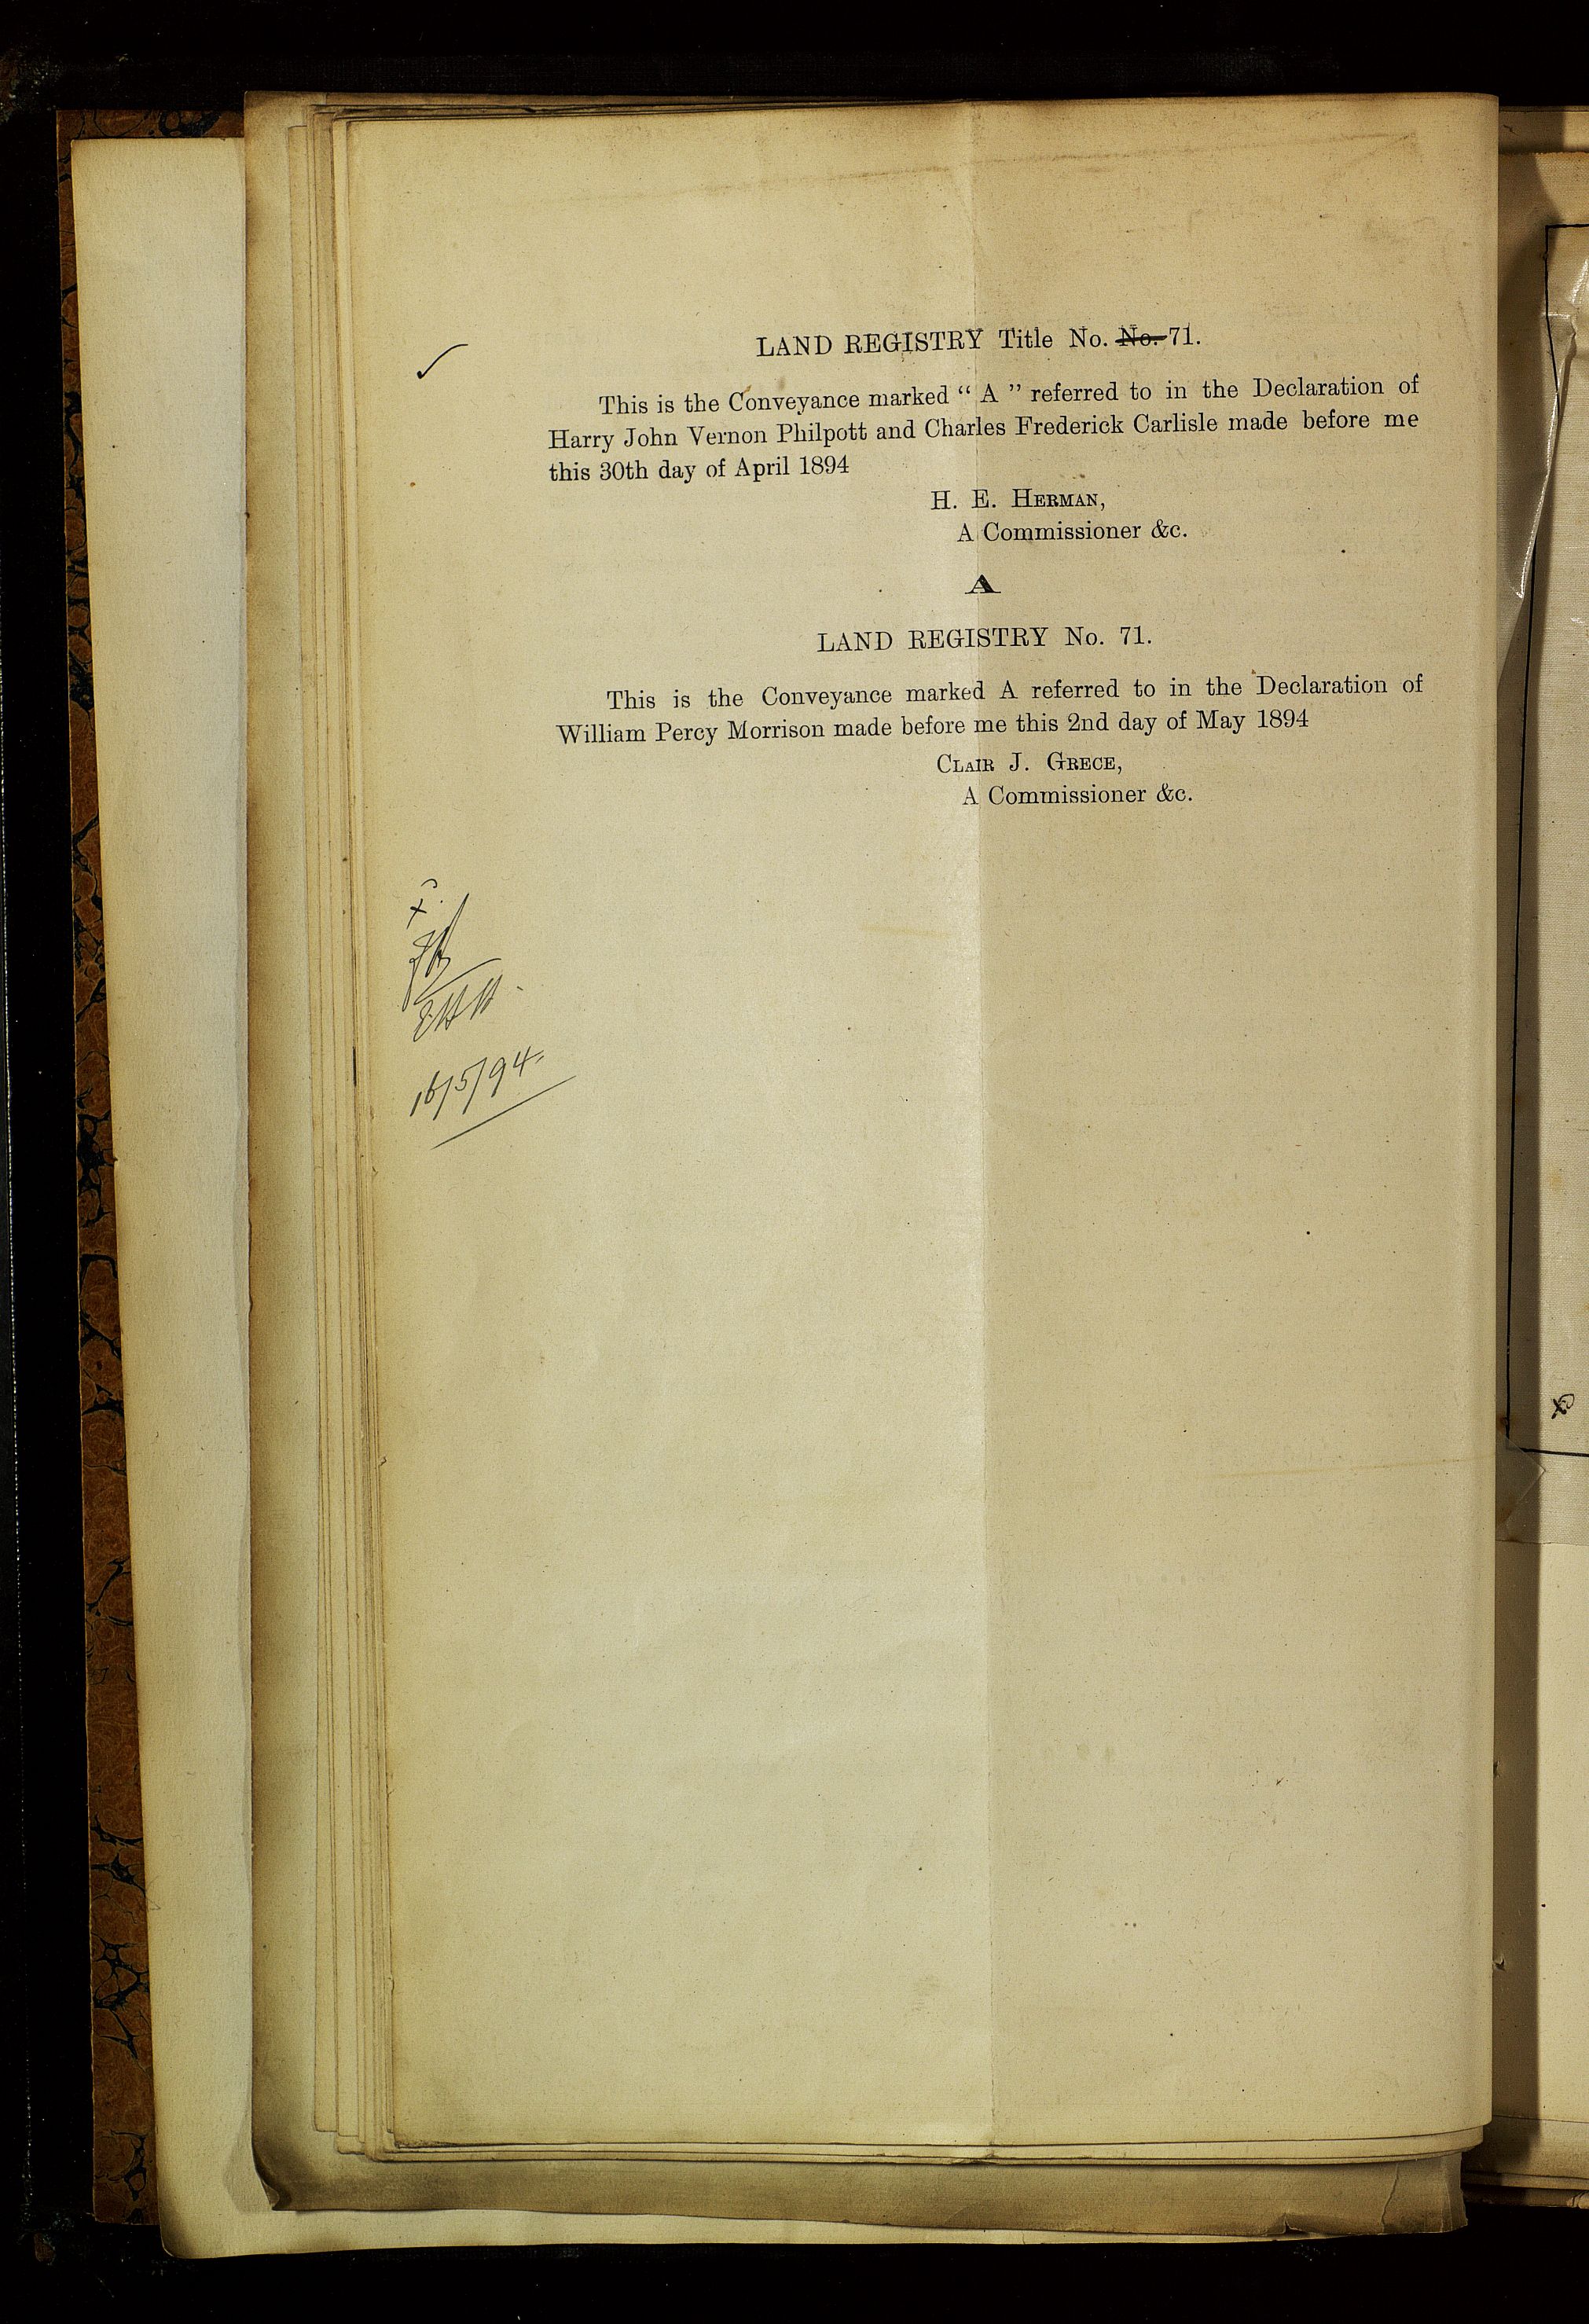 LAND REGISTRY Title No. No. 71.
This is the Conveyance marked “ A ” referred to in the Declaration of
Harry John Vernon Philpott and Charles Frederick Carlisle made before me
this 30th day of April 1894
H. E. HERMAN,
A Commissioner &c.
A
LAND REGISTRY No. 71.
This is the Conveyance marked A referred to in the Declaration of
William Percy Morrison made before me this 2nd day of May 1894
CLAIR J. GRECE,
A Commissioner &c.
16/5/94.